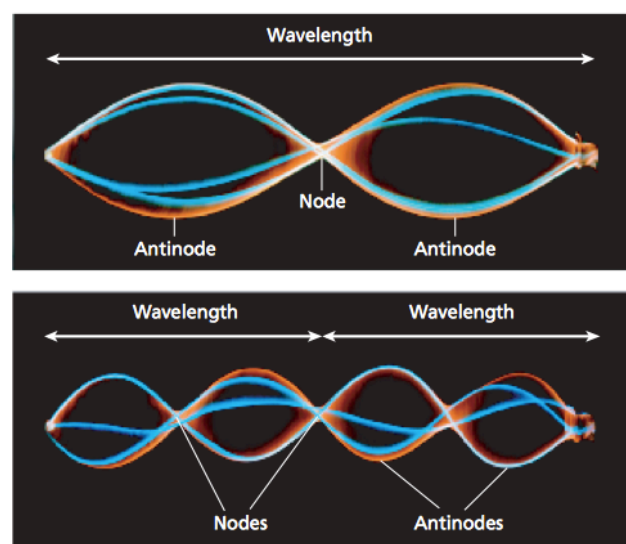 Wavelength
Node
Antinode
Antinode
Wavelength
Wavelength
Nodes
Antinodes